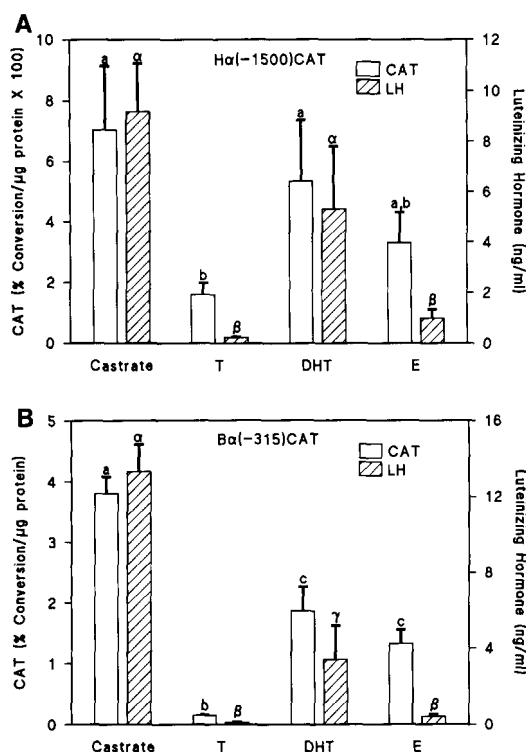 A
Hα(-1500)CAT
CAT
LH
CAT (% Conversion/μg protein X 100)
10
8
6
4
2
0
Luteinizing Hormone (ng/ml)
12
10
8
6
4
2
0
a
α
b
β
a
α
a,b
β
Castrate
T
DHT
E
B
Bα(-315)CAT
CAT
LH
CAT (% Conversion/μg protein)
5
4
3
2
1
0
Luteinizing Hormone (ng/ml)
16
12
8
4
0
a
α
b
β
c
γ
c
β
Castrate
T
DHT
E